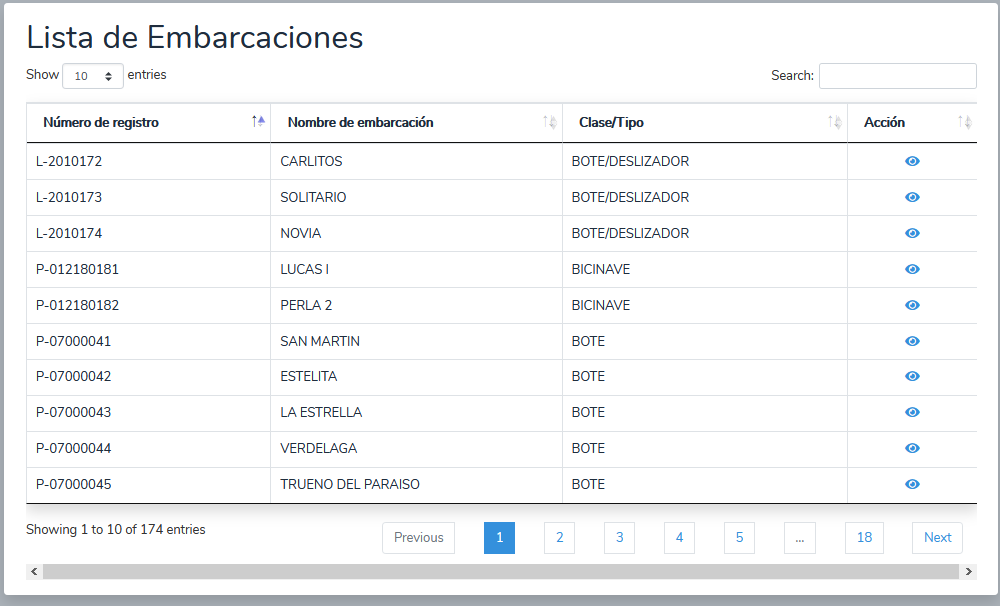 Lista de Embarcaciones
Show 10 entries Search:
Número de registro Nombre de embarcación Clase/Tipo Acción
L-2010172 CARLITOS BOTE/DESLIZADOR
L-2010173 SOLITARIO BOTE/DESLIZADOR
L-2010174 NOVIA BOTE/DESLIZADOR
P-012180181 LUCAS I BICINAVE
P-012180182 PERLA 2 BICINAVE
P-07000041 SAN MARTIN BOTE
P-07000042 ESTELITA BOTE
P-07000043 LA ESTRELLA BOTE
P-07000044 VERDELAGA BOTE
P-07000045 TRUENO DEL PARAISO BOTE
Showing 1 to 10 of 174 entries Previous 1 2 3 4 5 ... 18 Next